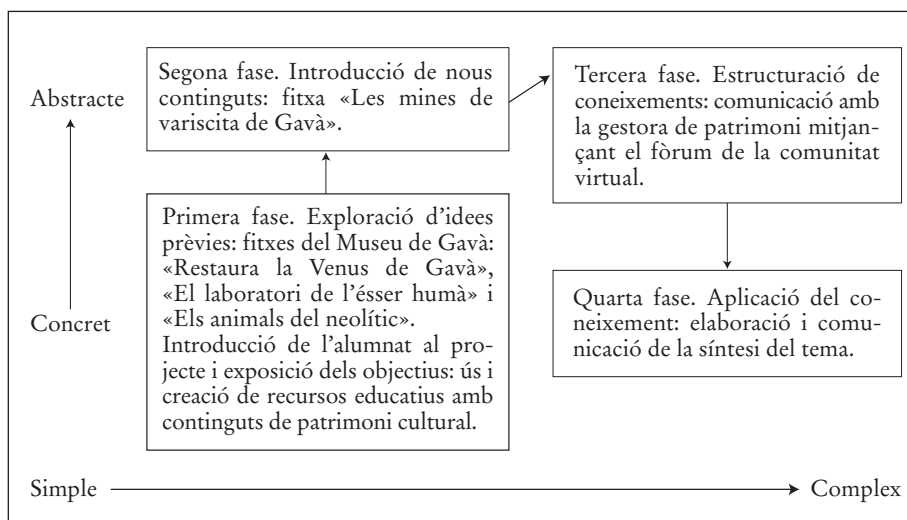 Abstracte
Segona fase. Introducció de nous
continguts: fitxa «Les mines de
variscita de Gavà».
Tercera fase. Estructuració de
coneixements: comunicació amb
la gestora de patrimoni mitjan-
çant el fòrum de la comunitat
virtual.
Concret
Primera fase. Exploració d’idees
prèvies: fitxes del Museu de Gavà:
«Restaura la Venus de Gavà»,
«El laboratori de l’ésser humà» i
«Els animals del neolític».
Introducció de l’alumnat al pro-
jecte i exposició dels objectius: ús i
creació de recursos educatius amb
continguts de patrimoni cultural.
Quarta fase. Aplicació del co-
neixement: elaboració i comu-
nicació de la síntesi del tema.
Simple
Complex